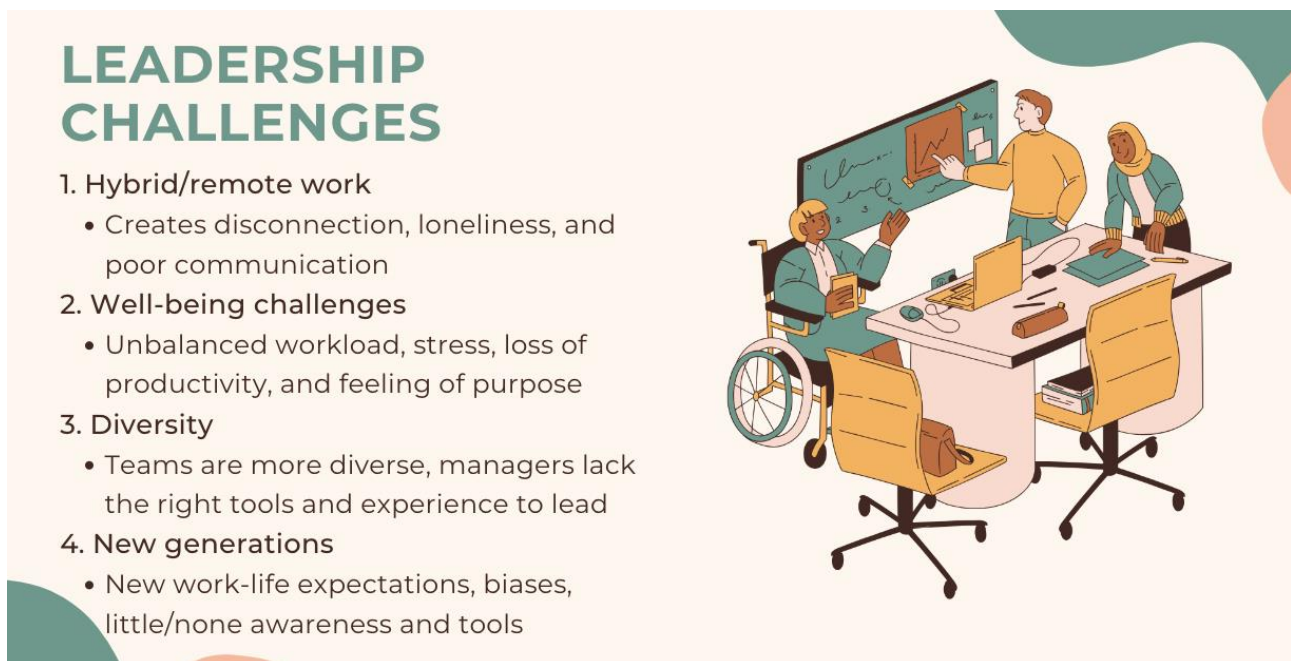 LEADERSHIP
CHALLENGES
1. Hybrid/remote work
• Creates disconnection, loneliness, and
poor communication
2. Well-being challenges
• Unbalanced workload, stress, loss of
productivity, and feeling of purpose
3. Diversity
• Teams are more diverse, managers lack
the right tools and experience to lead
4. New generations
• New work-life expectations, biases,
little/none awareness and tools